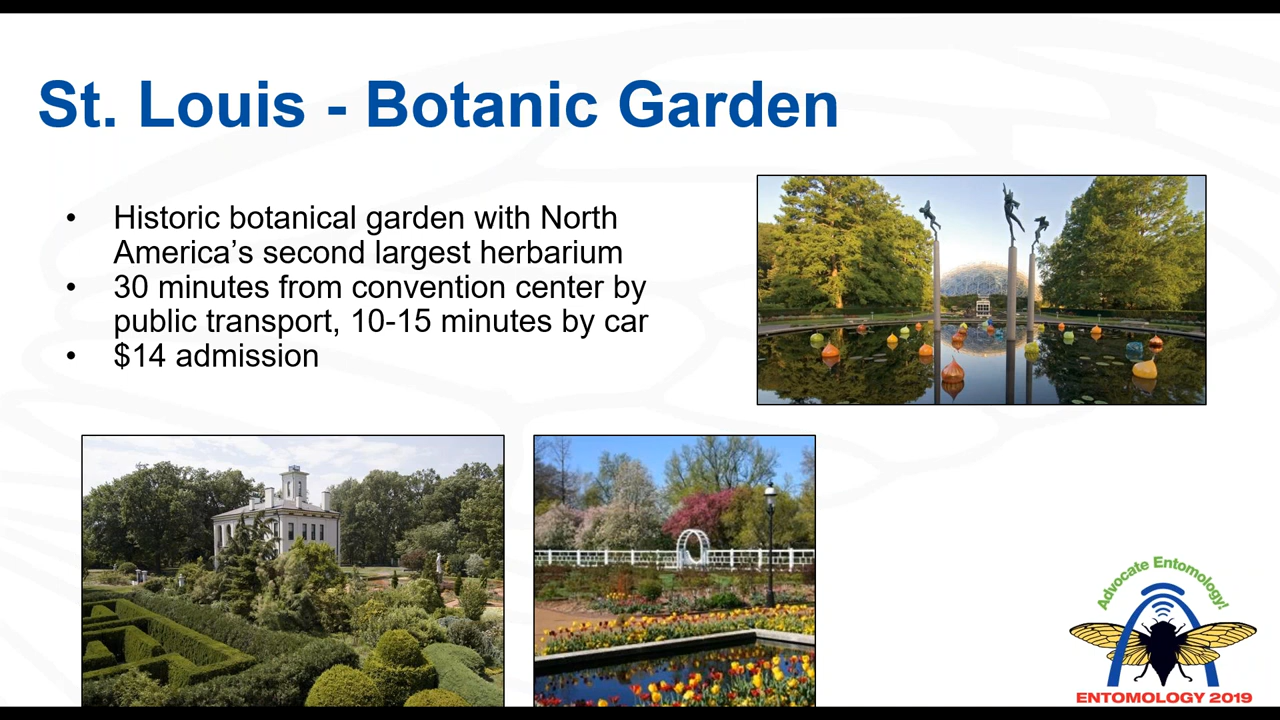 St. Louis - Botanic Garden
• Historic botanical garden with North
America’s second largest herbarium
• 30 minutes from convention center by
public transport, 10-15 minutes by car
• $14 admission
Advocate Entomology!
ENTOMOLOGY 2019